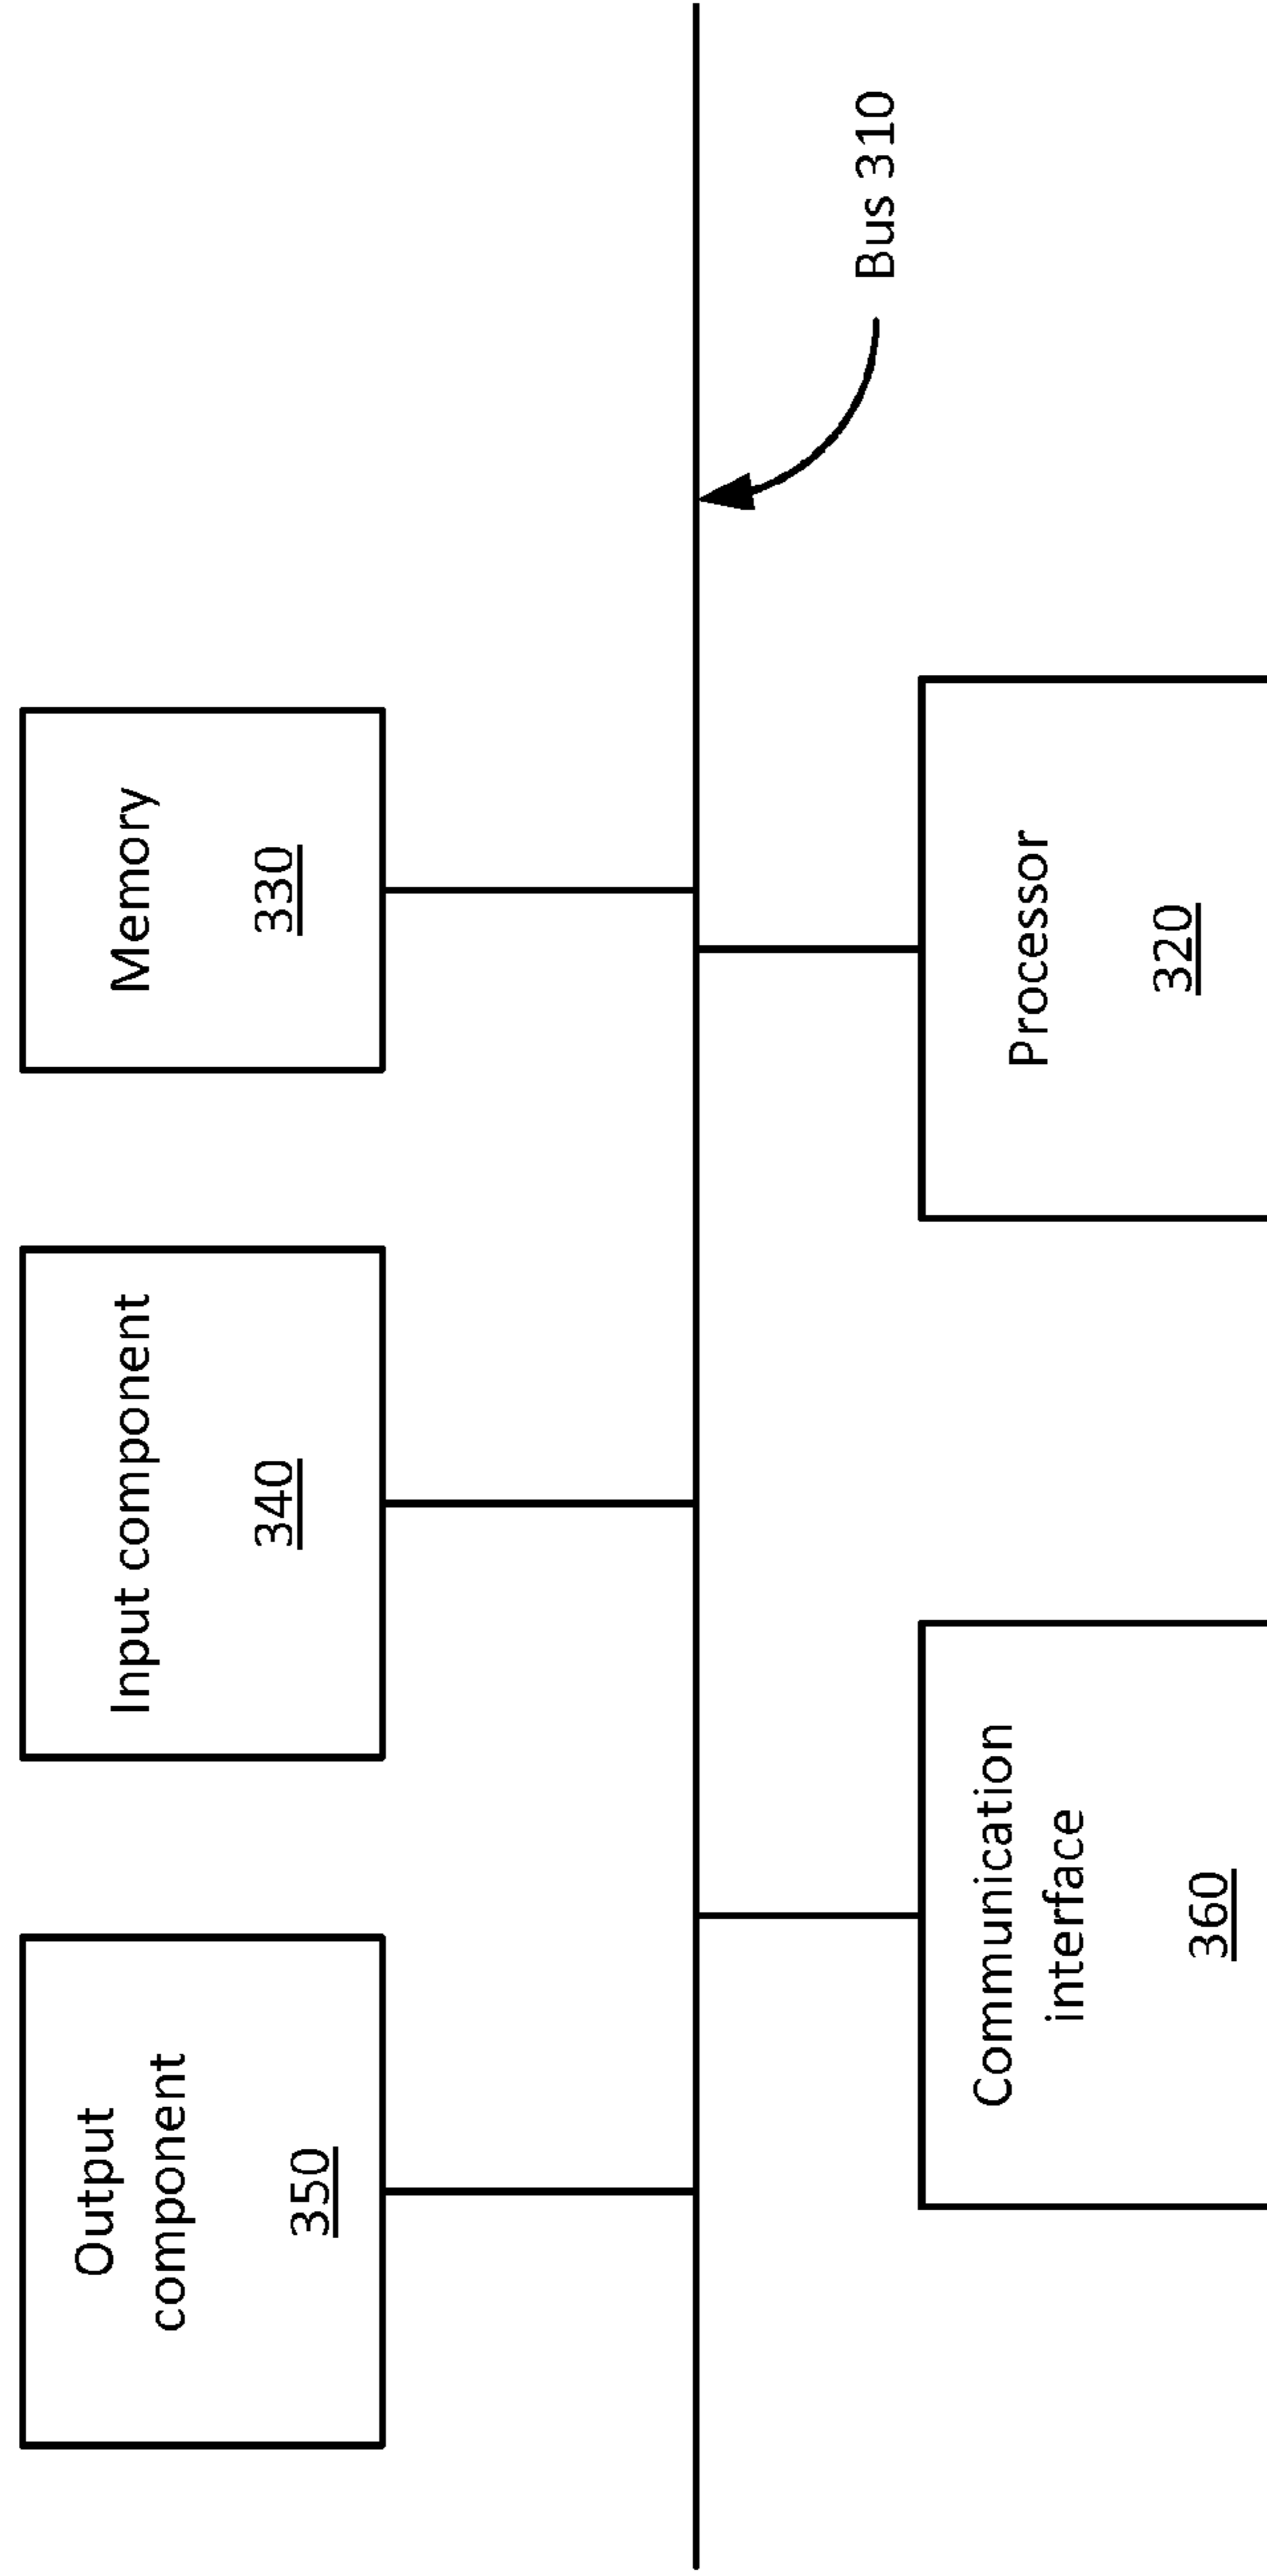 Output
component
350
Input component
340
Memory
330
Bus 310
Communication
interface
360
Processor
320